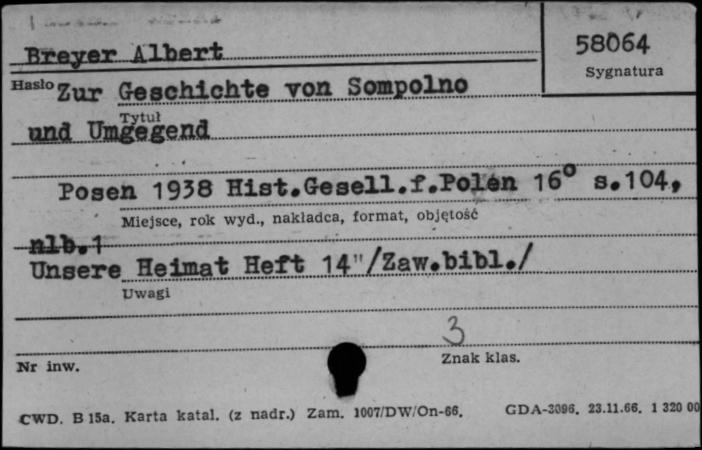 Breyer Albert
58064
Sygnatura
Hasło Zur Geschichte von Sompolno
Tytuł
und Umgegend
Posen 1938 Hist.Gesell.f.Polen 16° s.104,
Miejsce, rok wyd., nakładca, format, objętość
nlb.1
Unsere Heimat Heft 14"/Zaw.bibl./
Uwagi
3
Nr inw.
Znak klas.
CWD. B 15a. Karta katal. (z nadr.) Zam. 1007/DW/On-66. GDA-3096. 23.11.66. 1 320 00